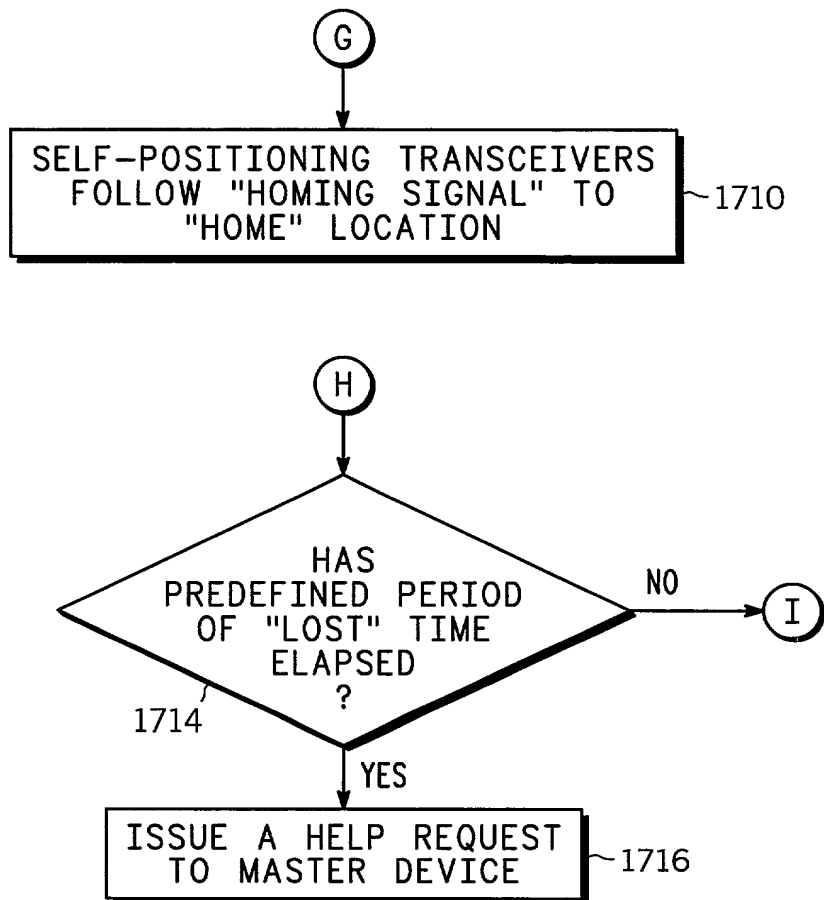 G
SELF-POSITIONING TRANSCEIVERS
FOLLOW "HOMING SIGNAL" TO
"HOME" LOCATION
1710
H
HAS
PREDEFINED PERIOD
OF "LOST" TIME
ELAPSED
?
NO
I
1714
YES
ISSUE A HELP REQUEST
TO MASTER DEVICE
1716